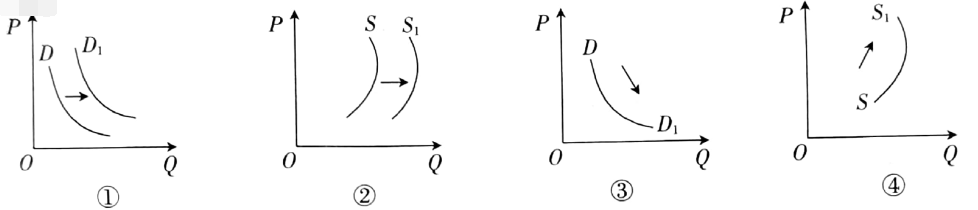 P D D₁ O Q ①
P S S₁ O Q ②
P D D₁ O Q ③
P S₁ S O Q ④